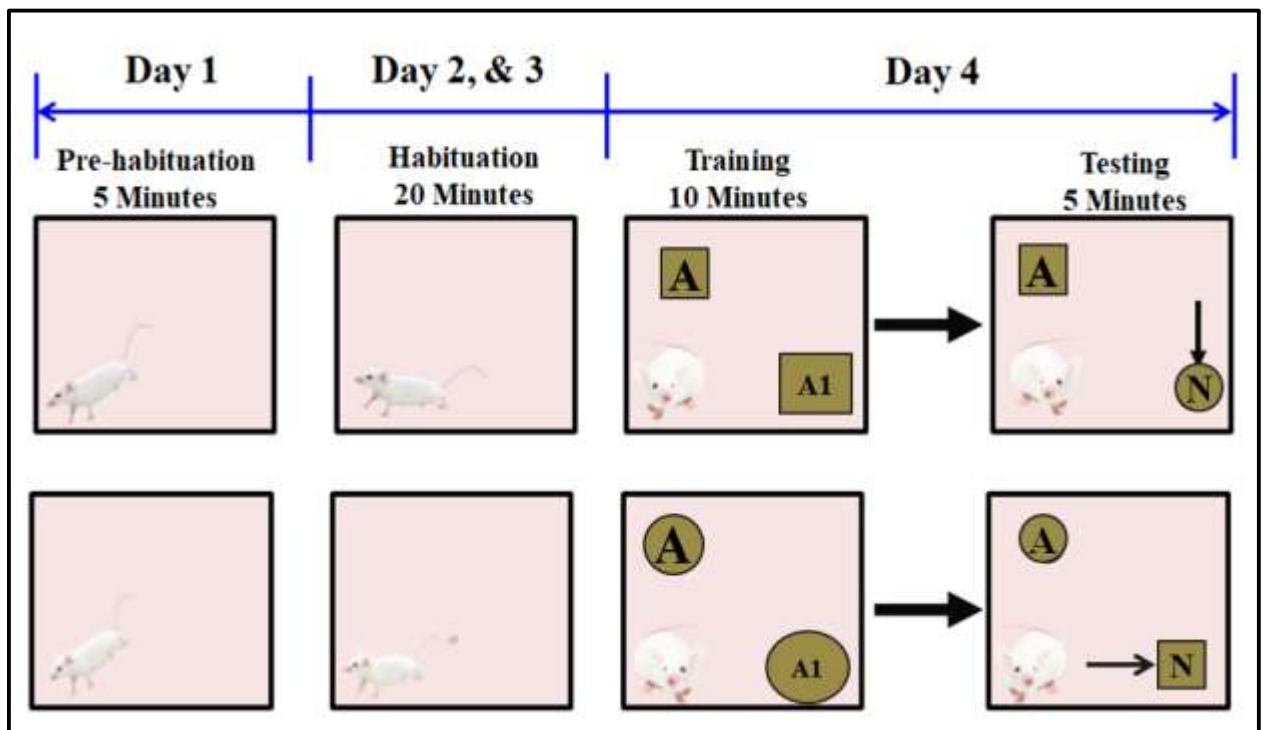 Day 1
Day 2, & 3
Day 4
Pre-habituation
5 Minutes
Habituation
20 Minutes
Training
10 Minutes
Testing
5 Minutes
A
A1
A
N
A
A1
A
N